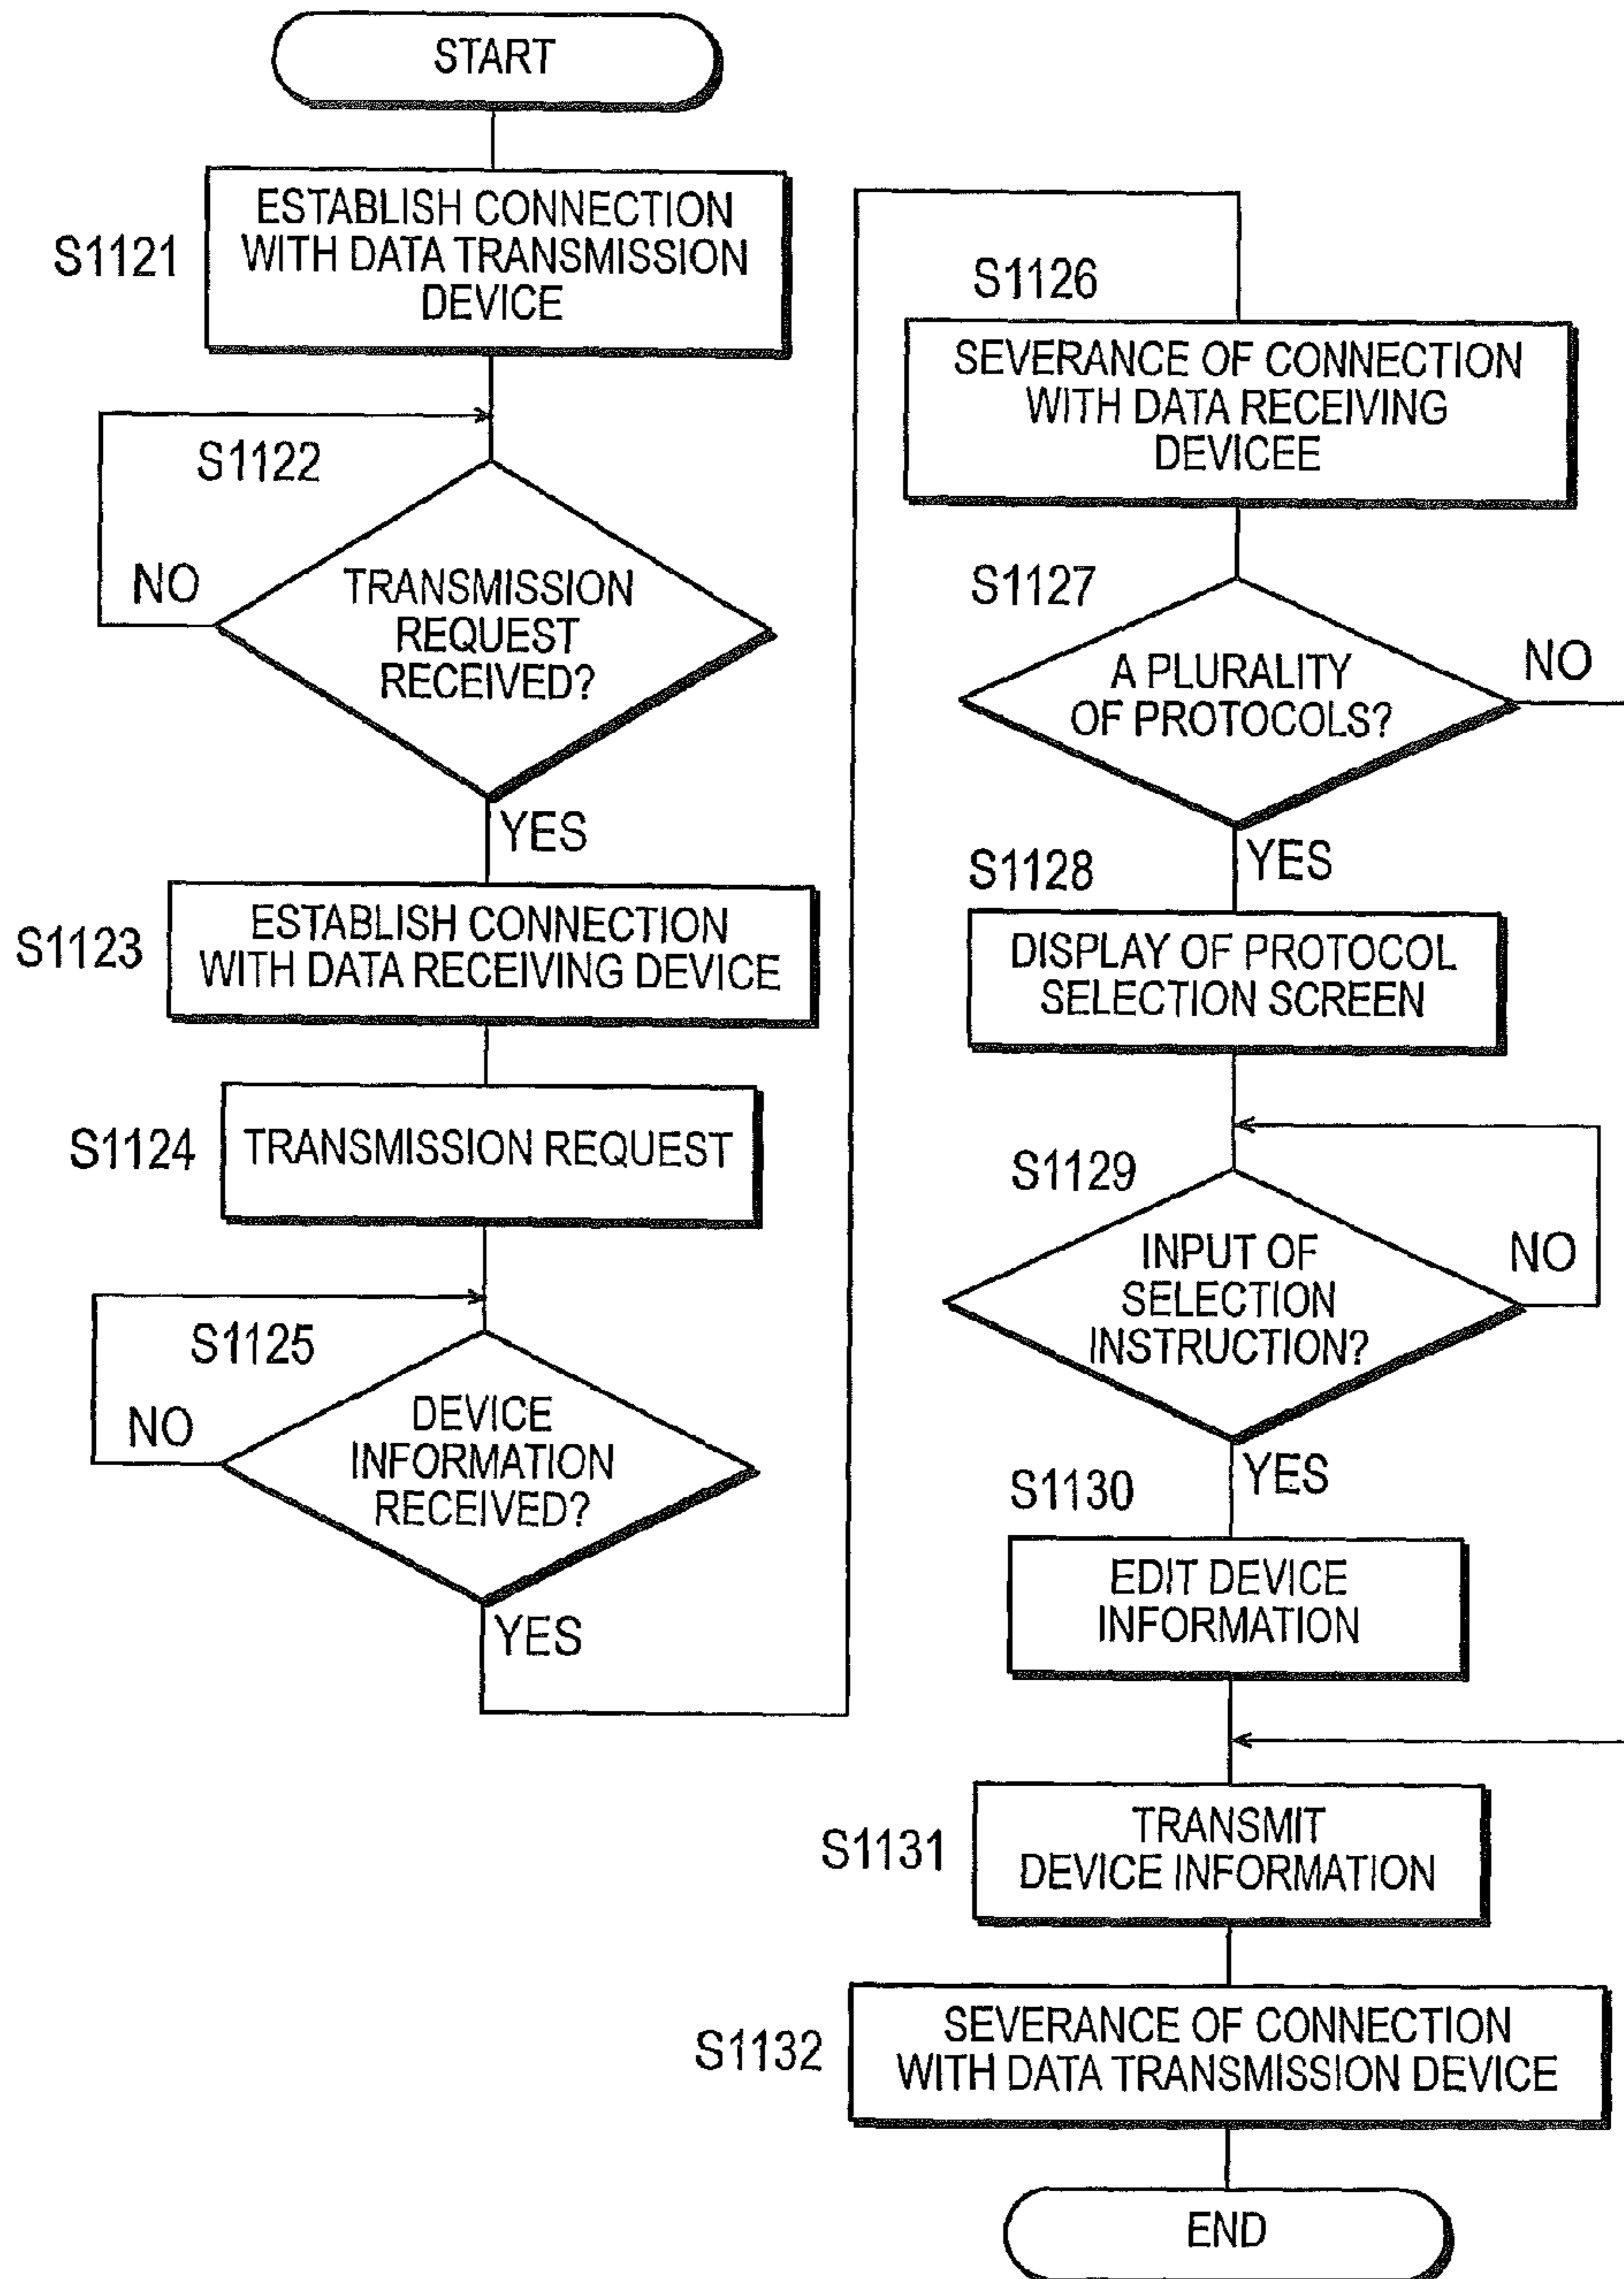 START
S1121
ESTABLISH CONNECTION
WITH DATA TRANSMISSION
DEVICE
S1122
NO
TRANSMISSION
REQUEST
RECEIVED?
YES
S1123
ESTABLISH CONNECTION
WITH DATA RECEIVING DEVICE
S1124
TRANSMISSION REQUEST
S1125
NO
DEVICE
INFORMATION
RECEIVED?
YES
S1126
SEVERANCE OF CONNECTION
WITH DATA RECEIVING
DEVICEE
S1127
A PLURALITY
OF PROTOCOLS?
NO
YES
S1128
DISPLAY OF PROTOCOL
SELECTION SCREEN
S1129
INPUT OF
SELECTION
INSTRUCTION?
NO
YES
S1130
EDIT DEVICE
INFORMATION
S1131
TRANSMIT
DEVICE INFORMATION
S1132
SEVERANCE OF CONNECTION
WITH DATA TRANSMISSION DEVICE
END